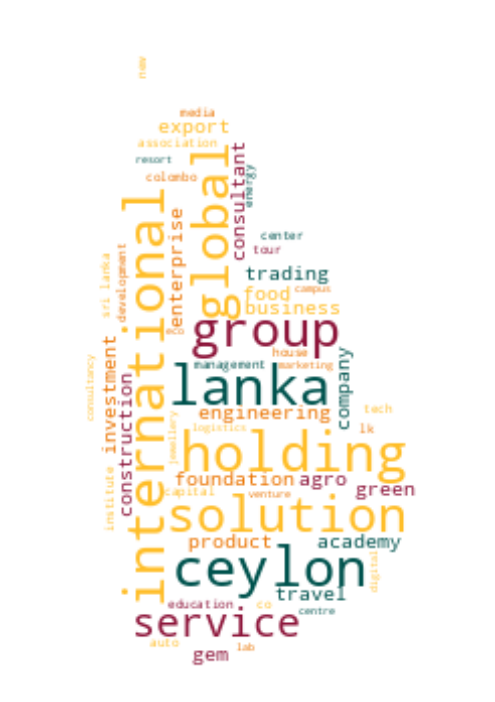 new
media
export
association
resort
colombo
global
consultant
energy
international
enterprise
development
sri lanka
center
tour
trading
campus
food
business
group
eco
house
management
marketing
investment
consultancy
construction
lanka
company
engineering
tech
jewellery
logistics
lk
holding
institute
foundation
agro
green
capital
venture
solution
product
academy
ceylon
digital
travel
education
co
centre
service
auto
lab
gem